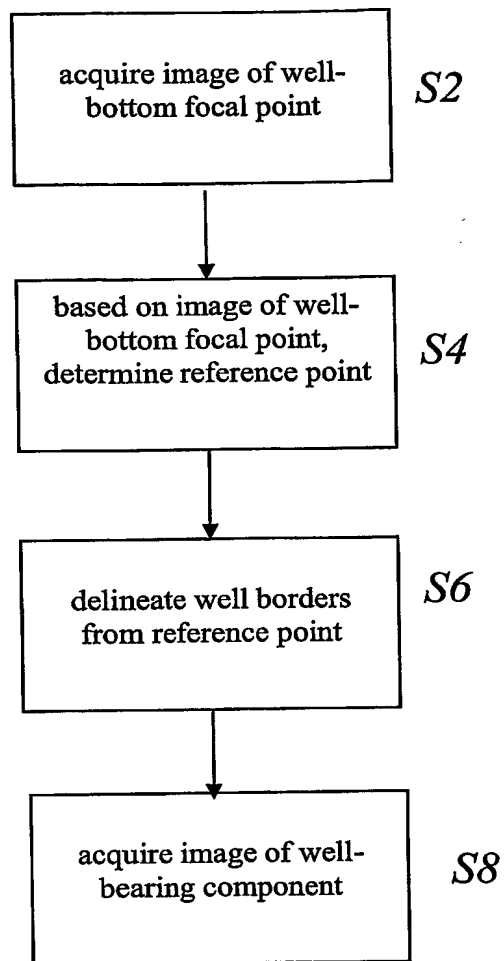 acquire image of well-
bottom focal point
S2
based on image of well-
bottom focal point,
determine reference point
S4
delineate well borders
from reference point
S6
acquire image of well-
bearing component
S8